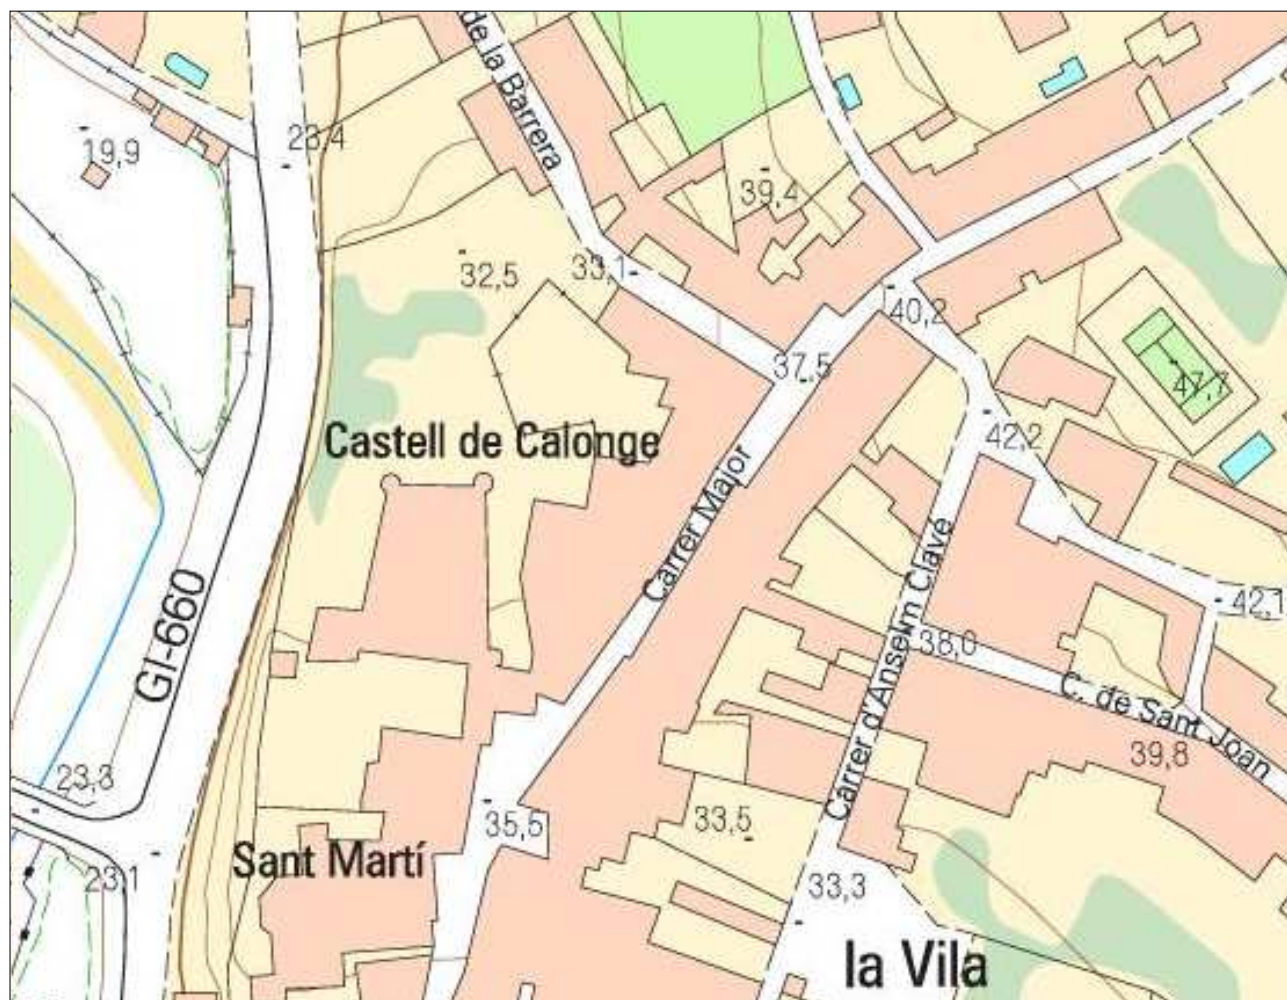 de la Barrera
23,4
19,9
39,4
32,5
33,1
40,2
37,5
47,7
42,2
Castell de Calonge
Carrer Major
Carrer d'Anselm Clavé
GI-660
42,1
38,0
C. de Sant Joan
39,8
23,3
35,5
33,5
Sant Martí
23,1
33,3
la Vila